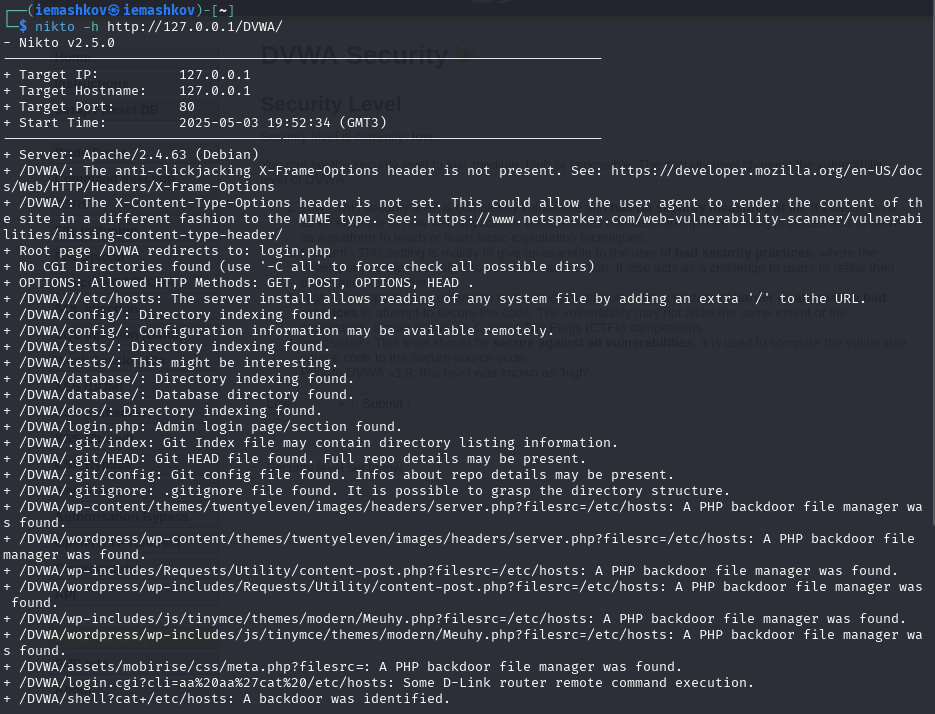 (iemashkov㉿iemashkov)-[~]
$ nikto -h http://127.0.0.1/DVWA/
- Nikto v2.5.0
+ Target IP:          127.0.0.1
+ Target Hostname:    127.0.0.1
+ Target Port:        80
+ Start Time:         2025-05-03 19:52:34 (GMT3)
+ Server: Apache/2.4.63 (Debian)
+ /DVWA/: The anti-clickjacking X-Frame-Options header is not present. See: https://developer.mozilla.org/en-US/doc
s/Web/HTTP/Headers/X-Frame-Options
+ /DVWA/: The X-Content-Type-Options header is not set. This could allow the user agent to render the content of th
e site in a different fashion to the MIME type. See: https://www.netsparker.com/web-vulnerability-scanner/vulnerabi
lities/missing-content-type-header/
+ Root page /DVWA redirects to: login.php
+ No CGI Directories found (use '-C all' to force check all possible dirs)
+ OPTIONS: Allowed HTTP Methods: GET, POST, OPTIONS, HEAD .
+ /DVWA///etc/hosts: The server install allows reading of any system file by adding an extra '/' to the URL.
+ /DVWA/config/: Directory indexing found.
+ /DVWA/config/: Configuration information may be available remotely.
+ /DVWA/tests/: Directory indexing found.
+ /DVWA/tests/: This might be interesting.
+ /DVWA/database/: Directory indexing found.
+ /DVWA/database/: Database directory found.
+ /DVWA/docs/: Directory indexing found.
+ /DVWA/login.php: Admin login page/section found.
+ /DVWA/.git/index: Git Index file may contain directory listing information.
+ /DVWA/.git/HEAD: Git HEAD file found. Full repo details may be present.
+ /DVWA/.git/config: Git config file found. Infos about repo details may be present.
+ /DVWA/.gitignore: .gitignore file found. It is possible to grasp the directory structure.
+ /DVWA/wp-content/themes/twentyeleven/images/headers/server.php?filesrc=/etc/hosts: A PHP backdoor file manager wa
s found.
+ /DVWA/wordpress/wp-content/themes/twentyeleven/images/headers/server.php?filesrc=/etc/hosts: A PHP backdoor file
manager was found.
+ /DVWA/wp-includes/Requests/Utility/content-post.php?filesrc=/etc/hosts: A PHP backdoor file manager was found.
+ /DVWA/wordpress/wp-includes/Requests/Utility/content-post.php?filesrc=/etc/hosts: A PHP backdoor file manager was
 found.
+ /DVWA/wp-includes/js/tinymce/themes/modern/Meuhy.php?filesrc=/etc/hosts: A PHP backdoor file manager was found.
+ /DVWA/wordpress/wp-includes/js/tinymce/themes/modern/Meuhy.php?filesrc=/etc/hosts: A PHP backdoor file manager wa
s found.
+ /DVWA/assets/mobirise/css/meta.php?filesrc=: A PHP backdoor file manager was found.
+ /DVWA/login.cgi?cli=aa%20aa%27cat%20/etc/hosts: Some D-Link router remote command execution.
+ /DVWA/shell?cat+/etc/hosts: A backdoor was identified.
DVWA Security
Security Level
Submit